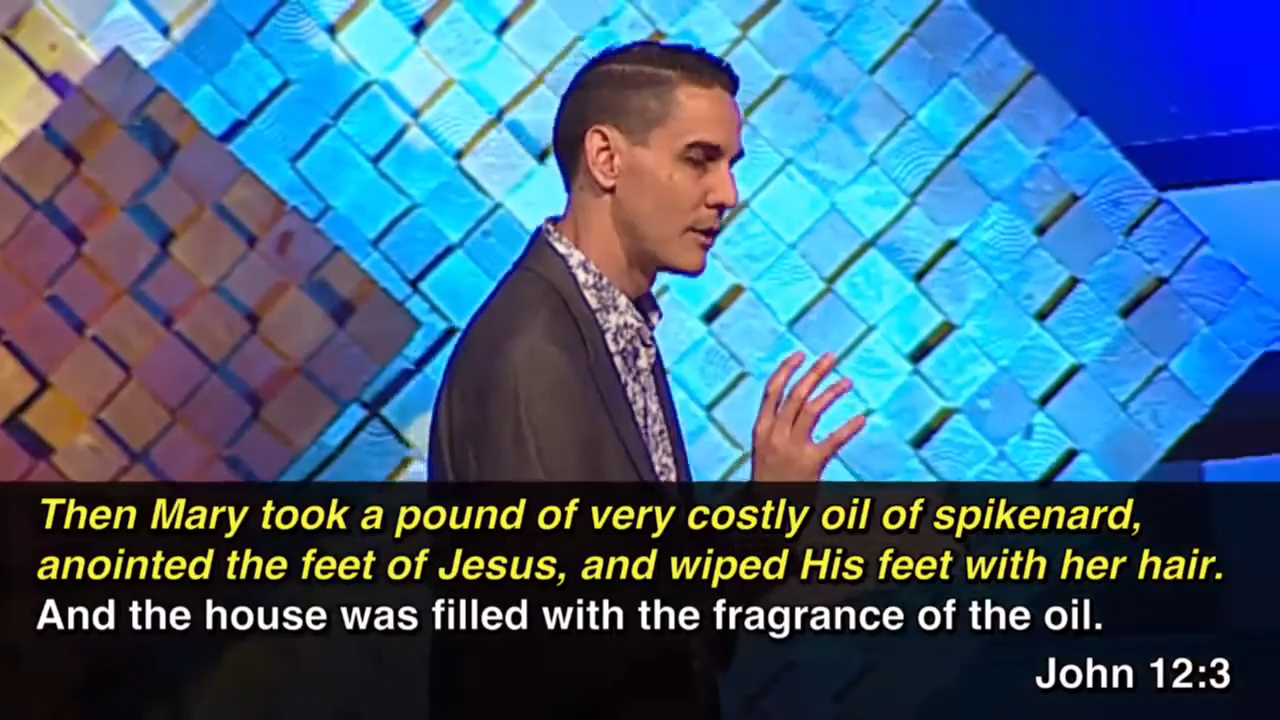 Then Mary took a pound of very costly oil of spikenard,
anointed the feet of Jesus, and wiped His feet with her hair.
And the house was filled with the fragrance of the oil.
John 12:3